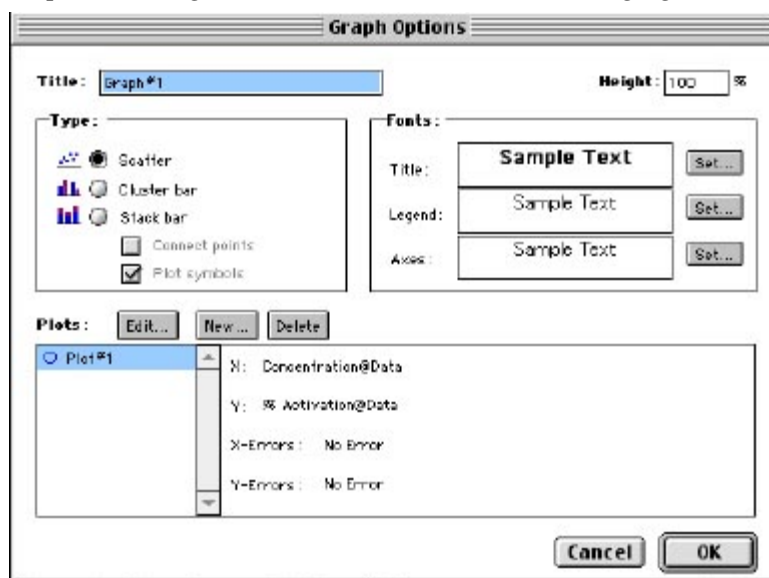 Graph Options
Title: Graph#1 Height: 100 %
Type: Fonts:
Scatter
Cluster bar
Stack bar
Connect points
Plot symbols
Title: Sample Text Set...
Legend: Sample Text Set...
Axes: Sample Text Set...
Plots: Edit... New... Delete
Plot#1
X: Concentration@Data
Y: % Activation@Data
X-Errors: No Error
Y-Errors: No Error
Cancel OK